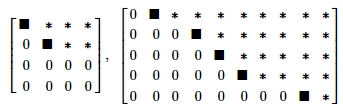 ■ * * *
0 ■ * *
0 0 0 0
0 0 0 0
,
0 ■ * * * * * * * *
0 0 0 ■ * * * * * *
0 0 0 0 ■ * * * * *
0 0 0 0 0 ■ * * * *
0 0 0 0 0 0 0 0 ■ *